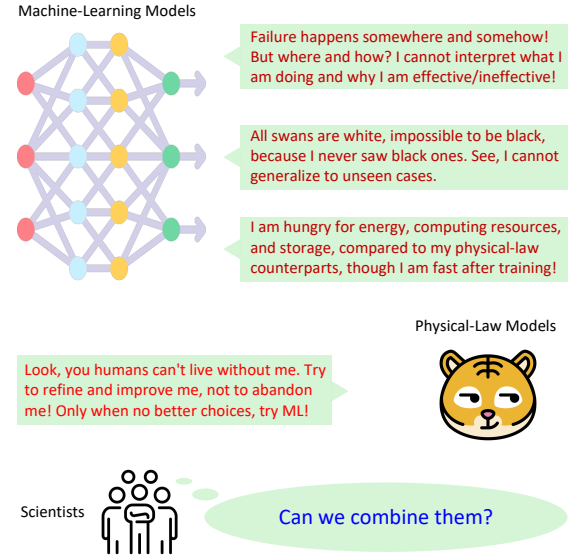 Machine-Learning Models
Failure happens somewhere and somehow!
But where and how? I cannot interpret what I
am doing and why I am effective/ineffective!
All swans are white, impossible to be black,
because I never saw black ones. See, I cannot
generalize to unseen cases.
I am hungry for energy, computing resources,
and storage, compared to my physical-law
counterparts, though I am fast after training!
Physical-Law Models
Look, you humans can't live without me. Try
to refine and improve me, not to abandon
me! Only when no better choices, try ML!
Scientists
Can we combine them?